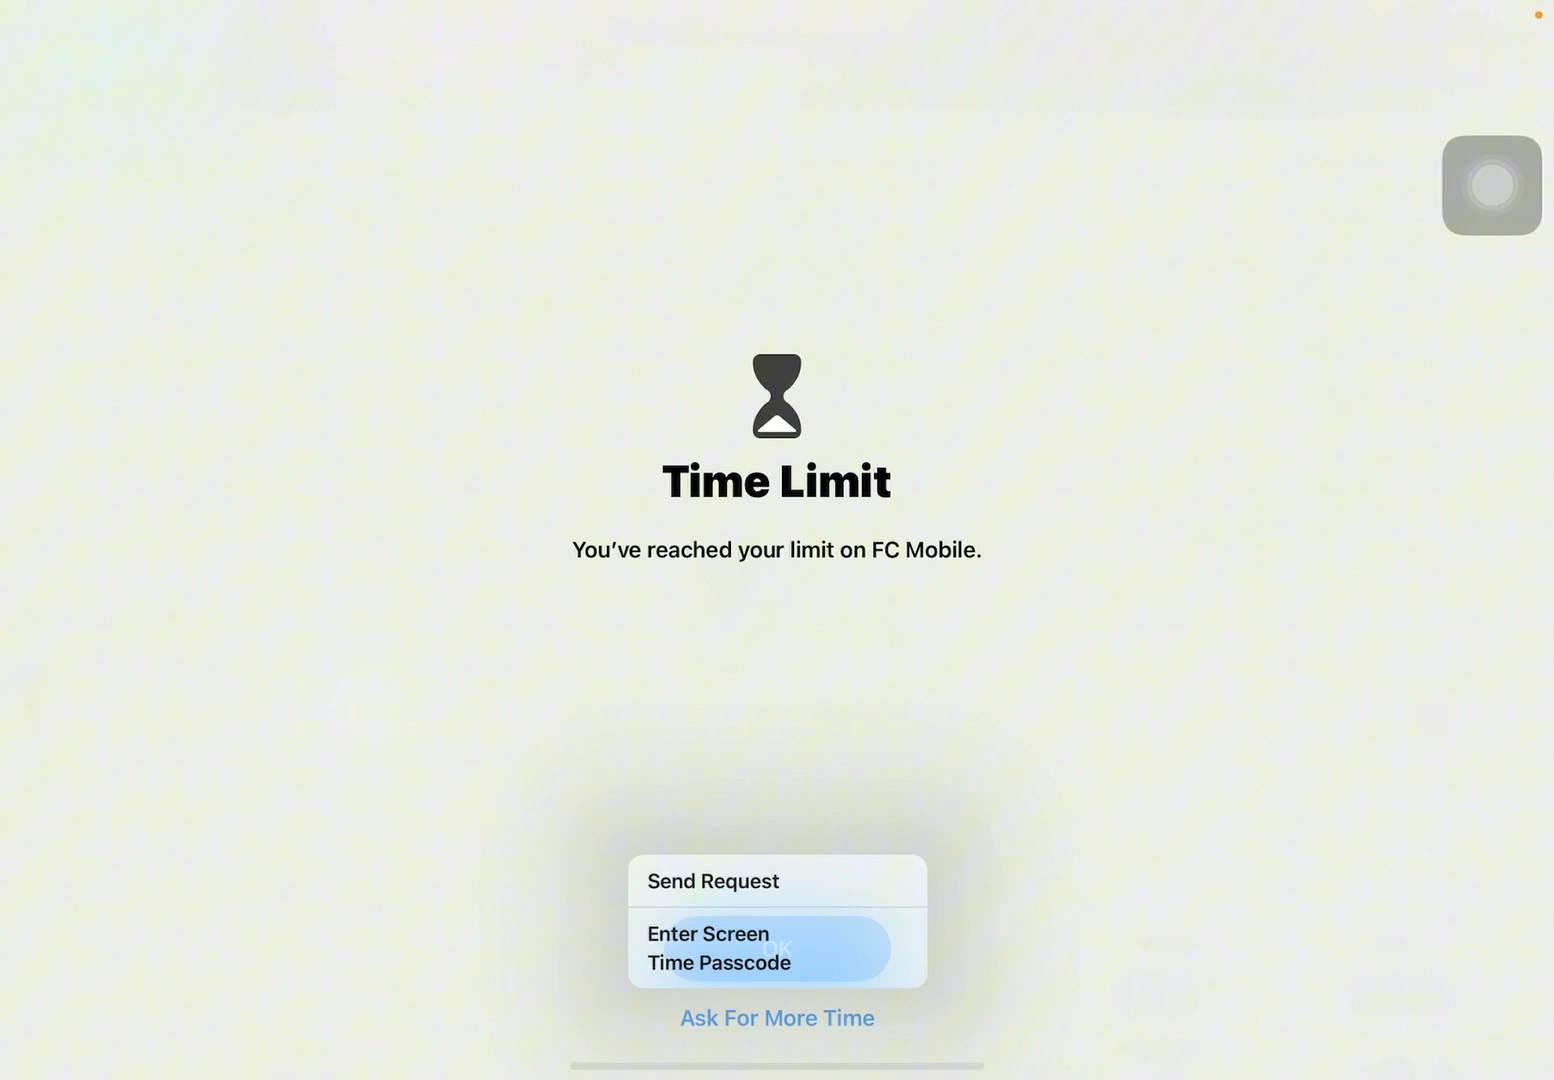 Time Limit
You’ve reached your limit on FC Mobile.
Send Request
Enter Screen
Time Passcode
OK
Ask For More Time